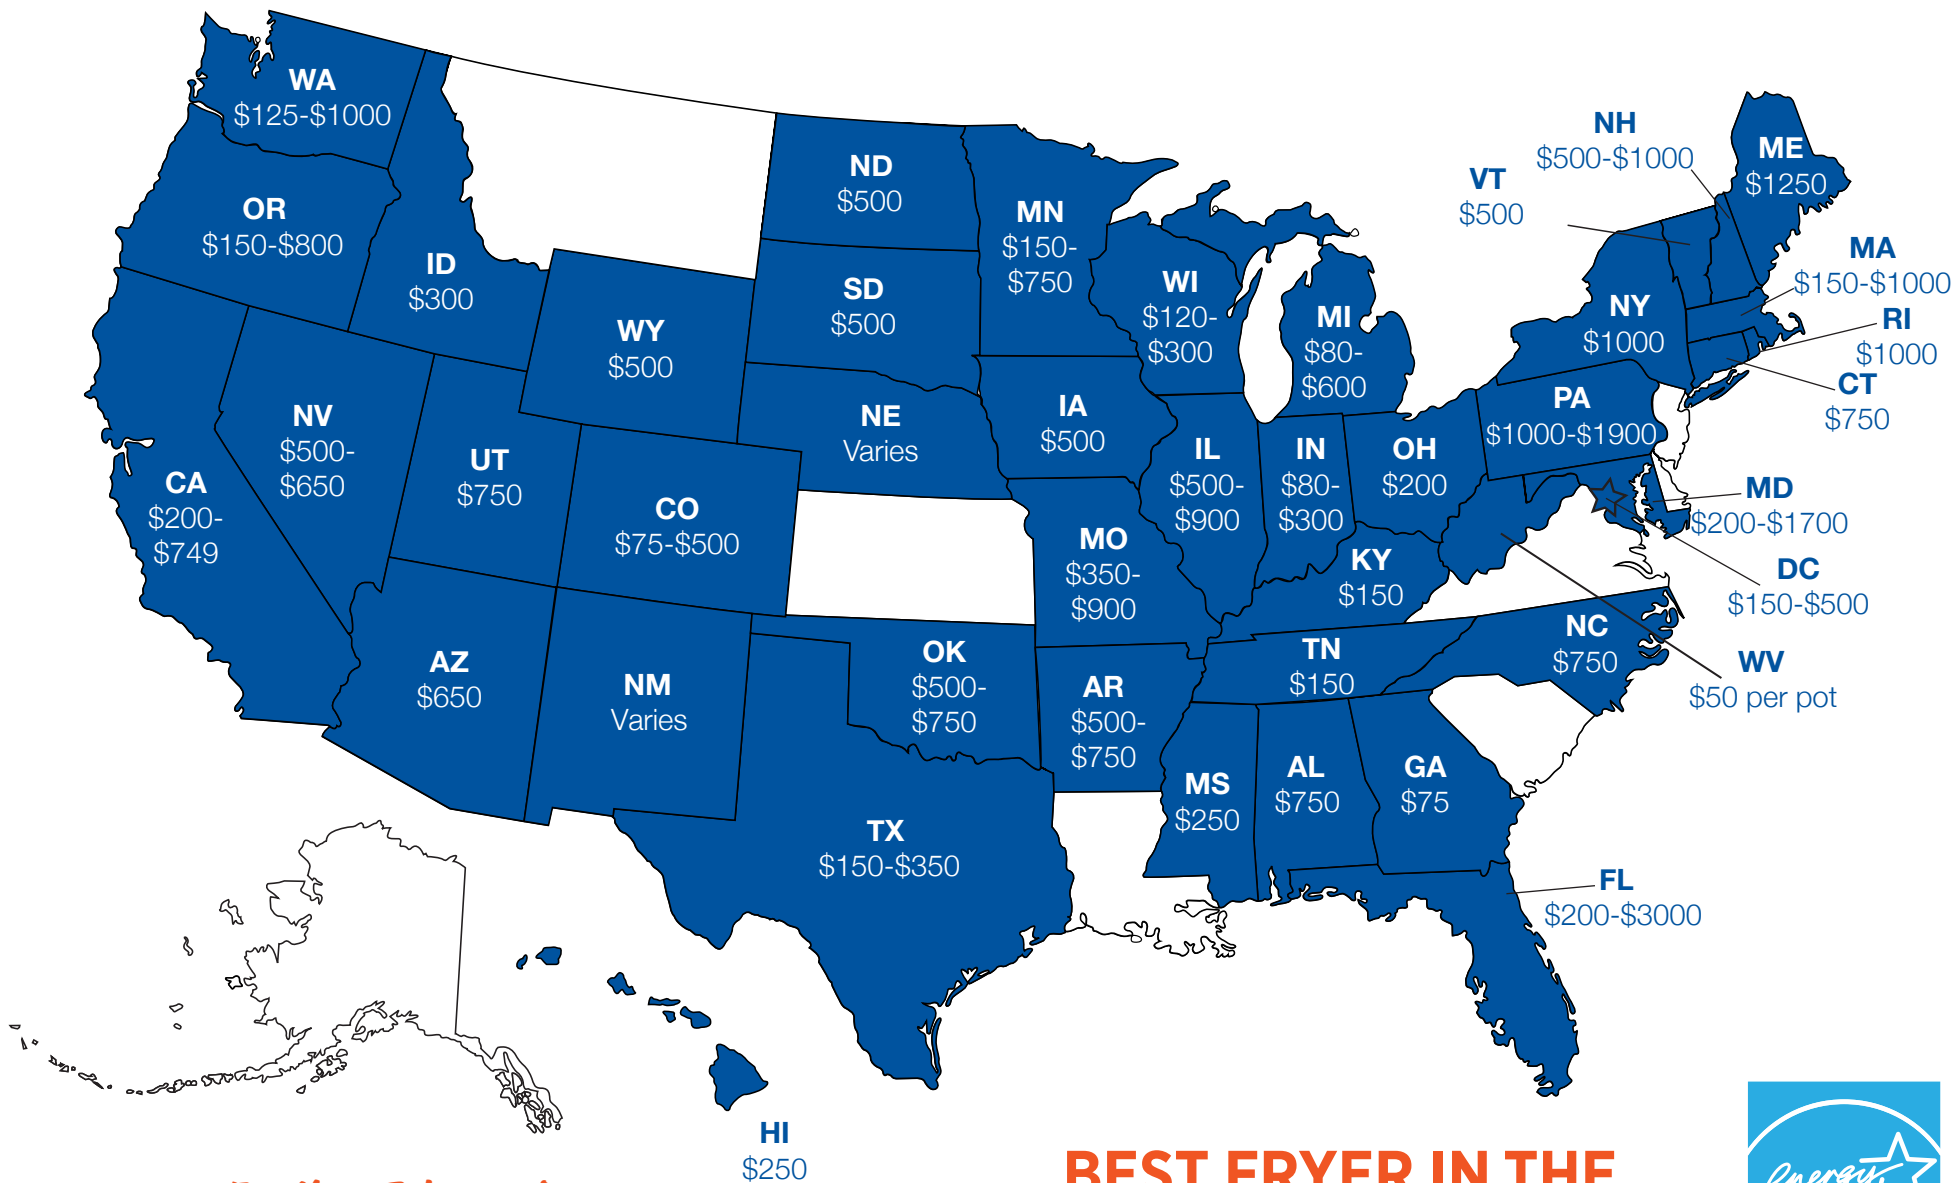 WA
$125-$1000
OR
$150-$800
ID
$300
ND
$500
MN
$150-
$750
SD
$500
WY
$500
WI
$120-
$300
MI
$80-
$600
NH
$500-$1000
VT
$500
ME
$1250
MA
$150-$1000
NY
$1000
RI
$1000
CT
$750
PA
$1000-$1900
NV
$500-
$650
UT
$750
CA
$200-
$749
CO
$75-$500
NE
Varies
IA
$500
IL
$500-
$900
IN
$80-
$300
OH
$200
MD
$200-$1700
DC
$150-$500
MO
$350-
$900
KY
$150
NC
$750
WV
$50 per pot
TN
$150
AZ
$650
NM
Varies
OK
$500-
$750
AR
$500-
$750
MS
$250
AL
$750
GA
$75
TX
$150-$350
FL
$200-$3000
HI
$250
BEST FRYER IN THE
energy